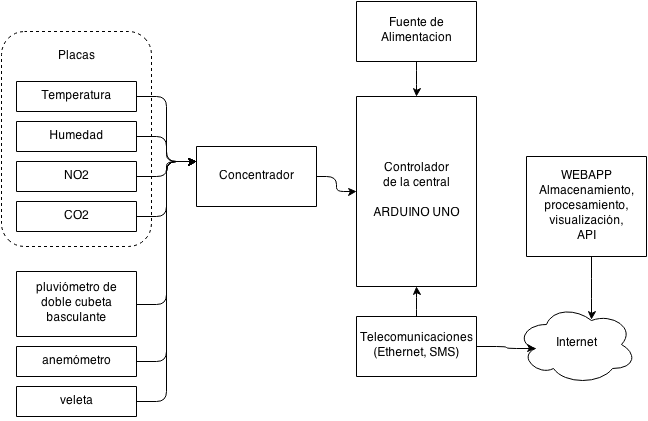 Fuente de
Alimentacion
Placas
Temperatura
Humedad
NO2
CO2
Concentrador
Controlador
de la central
ARDUINO UNO
WEBAPP
Almacenamiento,
procesamiento,
visualización,
API
pluviómetro de
doble cubeta
basculante
anemómetro
veleta
Telecomunicaciones
(Ethernet, SMS)
Internet